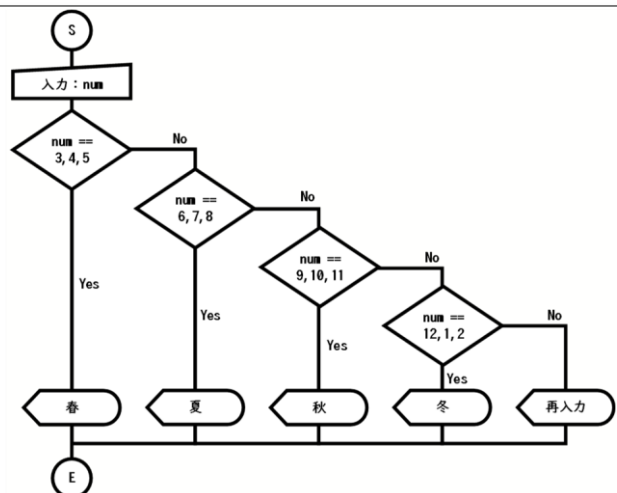 S
入力：num
num ==
3,4,5
No
num ==
6,7,8
No
num ==
9,10,11
No
num ==
12,1,2
No
Yes
Yes
Yes
Yes
春
夏
秋
冬
再入力
E